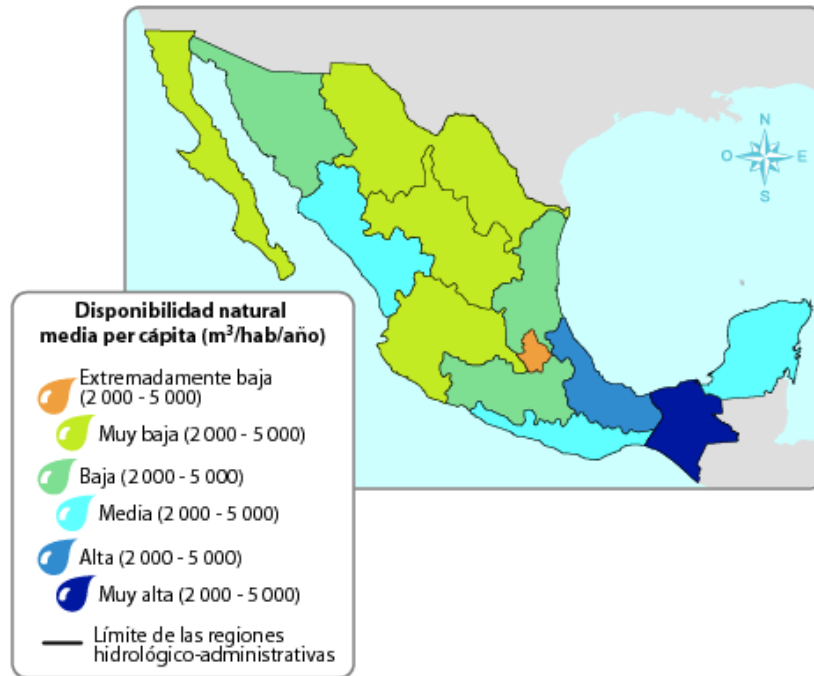 N
O E
S
Disponibilidad natural
media per cápita (m³/hab/año)
Extremadamente baja
(2 000 - 5 000)
Muy baja (2 000 - 5 000)
Baja (2 000 - 5 000)
Media (2 000 - 5 000)
Alta (2 000 - 5 000)
Muy alta (2 000 - 5 000)
Límite de las regiones
hidrológico-administrativas